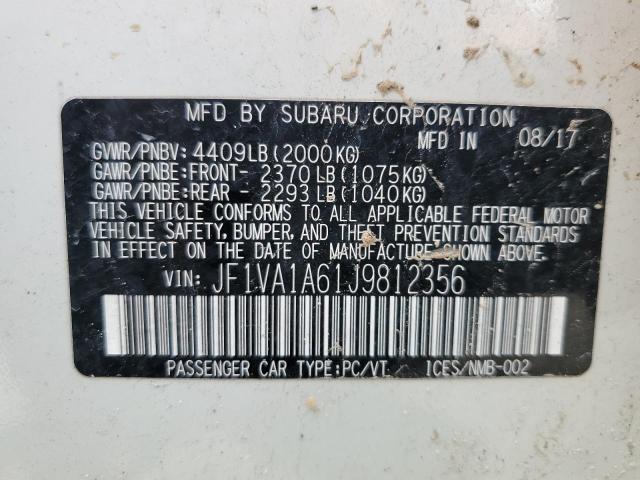 MFD BY SUBARU CORPORATION
MFD IN 08/17
GVWR/PNBV: 4409LB(2000KG)
GAWR/PNBE:FRONT- 2370 LB(1075KG)
GAWR/PNBE:REAR - 2293 LB(1040KG)
THIS VEHICLE CONFORMS TO ALL APPLICABLE FEDERAL MOTOR
VEHICLE SAFETY, BUMPER, AND THEFT PREVENTION STANDARDS
IN EFFECT ON THE DATE OF MANUFACTURE SHOWN ABOVE.
VIN: JF1VA1A61J9812356
PASSENGER CAR TYPE:PC/VT ICES/NMB-002